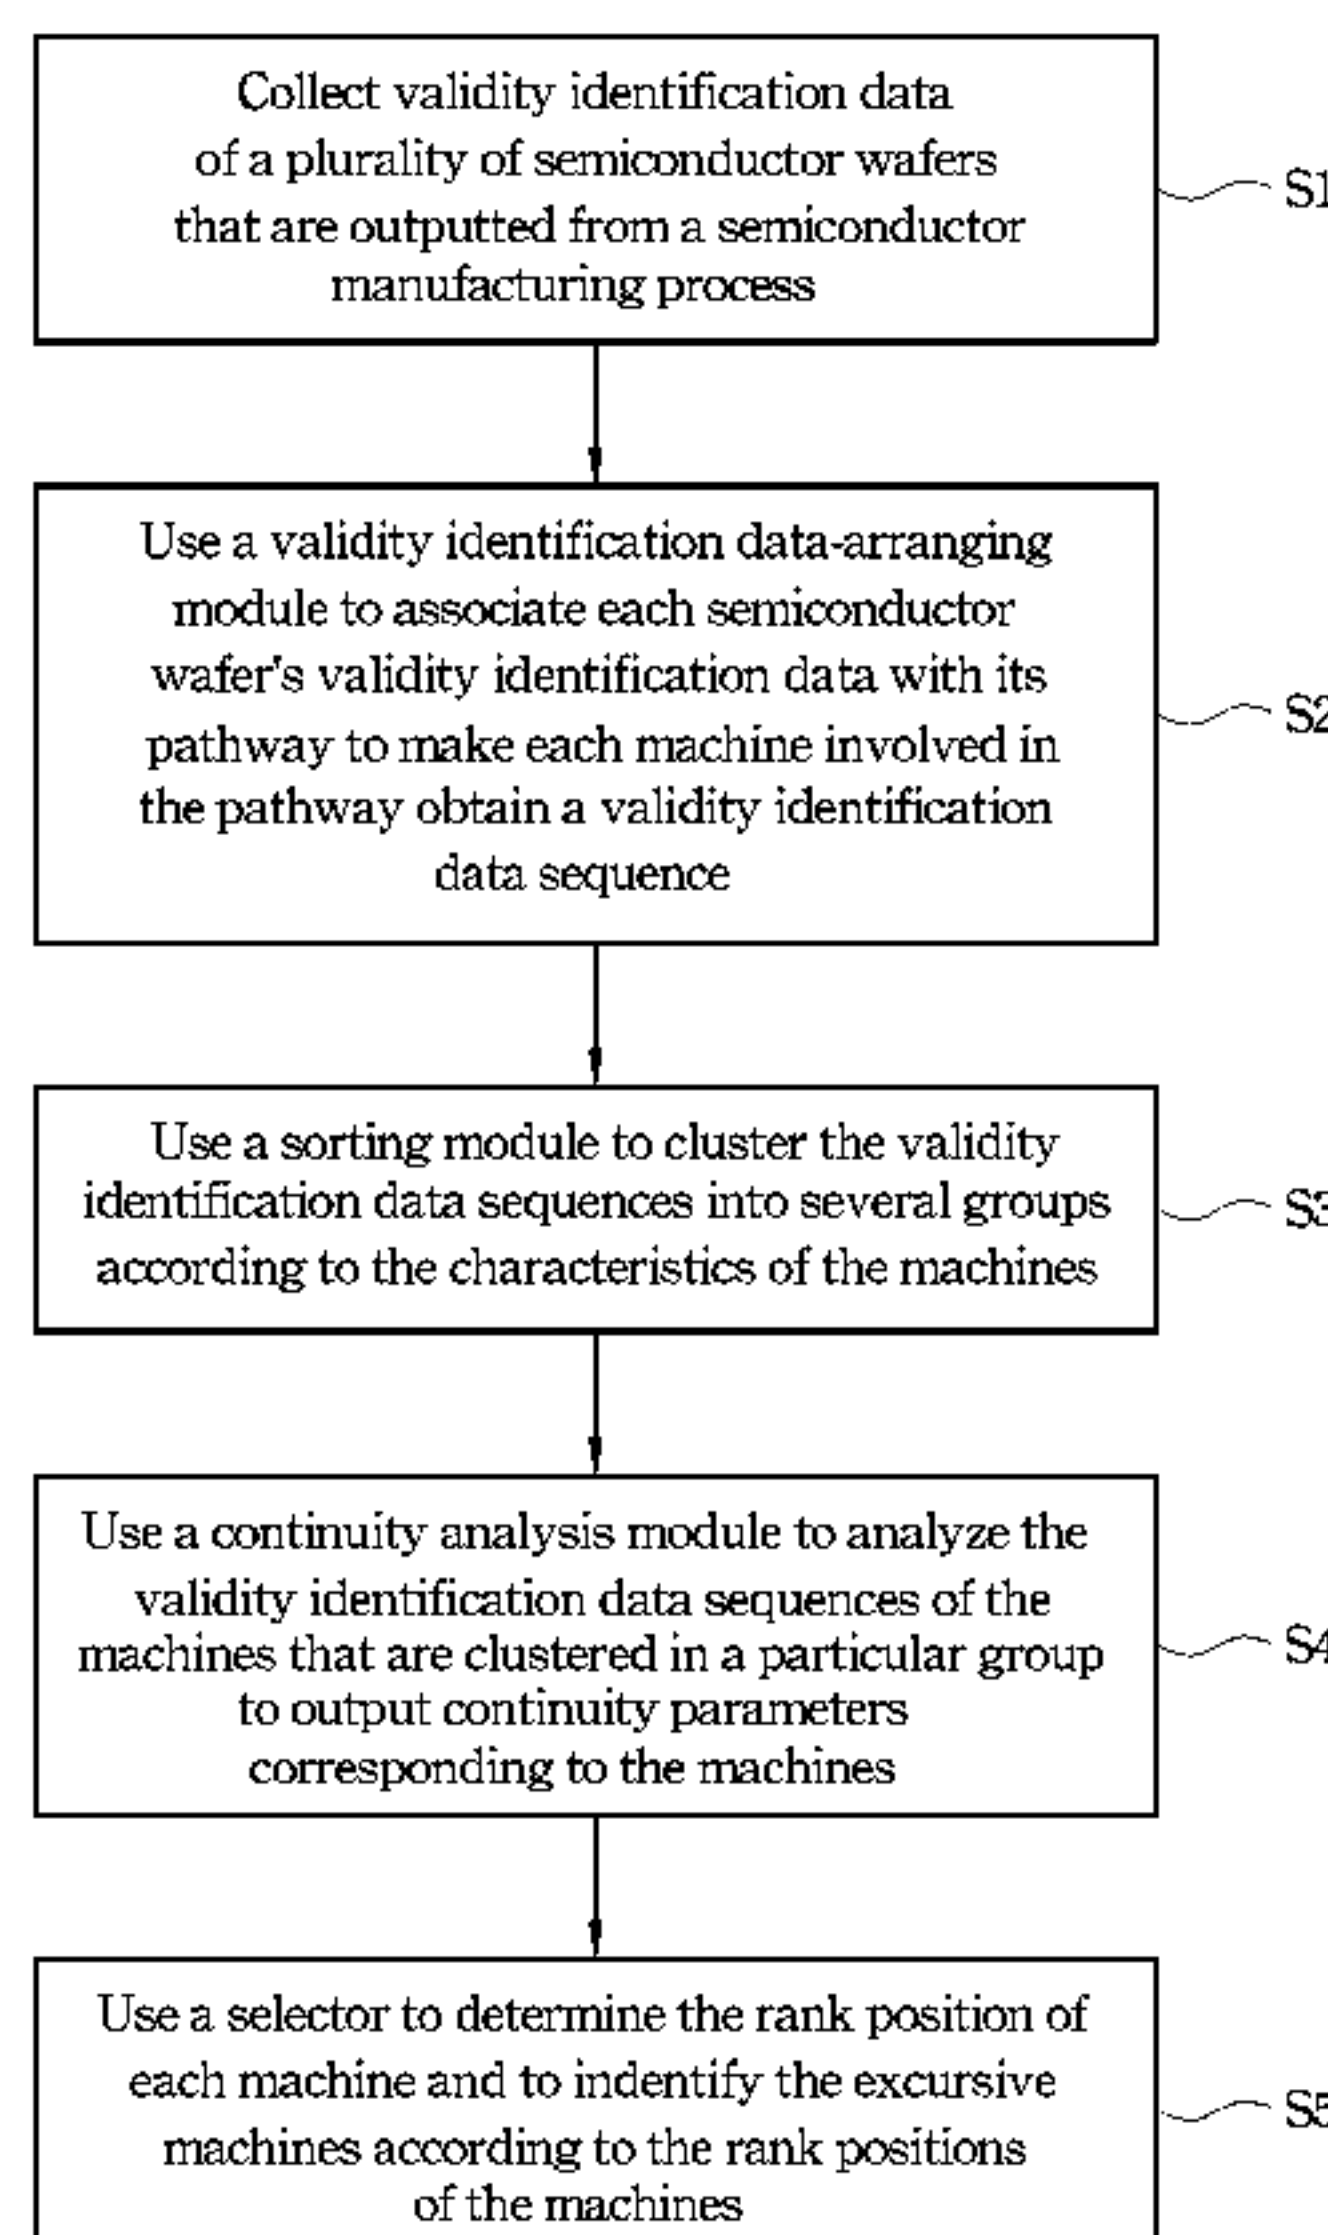 Collect validity identification data
of a plurality of semiconductor wafers
that are outputted from a semiconductor
manufacturing process
S1
Use a validity identification data-arranging
module to associate each semiconductor
wafer's validity identification data with its
pathway to make each machine involved in
the pathway obtain a validity identification
data sequence
S2
Use a sorting module to cluster the validity
identification data sequences into several groups
according to the characteristics of the machines
S3
Use a continuity analysis module to analyze the
validity identification data sequences of the
machines that are clustered in a particular group
to output continuity parameters
corresponding to the machines
S4
Use a selector to determine the rank position of
each machine and to indentify the excursive
machines according to the rank positions
of the machines
S5